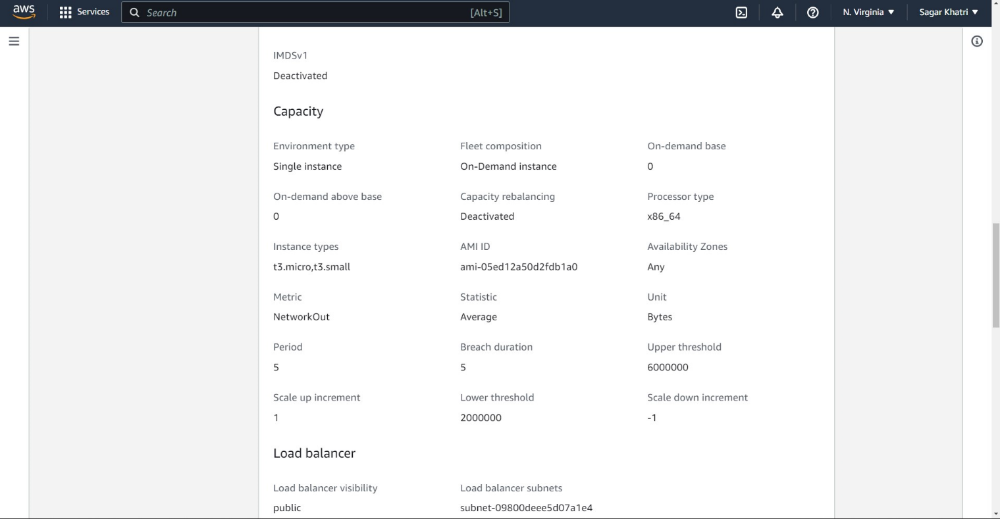 aws Services Search [Alt+S] N. Virginia Sagar Khatri
IMDSv1
Deactivated
Capacity
Environment type Fleet composition On-demand base
Single instance On-Demand instance 0
On-demand above base Capacity rebalancing Processor type
0 Deactivated x86_64
Instance types AMI ID Availability Zones
t3.micro,t3.small ami-05ed12a50d2fdb1a0 Any
Metric Statistic Unit
NetworkOut Average Bytes
Period Breach duration Upper threshold
5 5 6000000
Scale up increment Lower threshold Scale down increment
1 2000000 -1
Load balancer
Load balancer visibility Load balancer subnets
public subnet-09800deee5d07a1e4